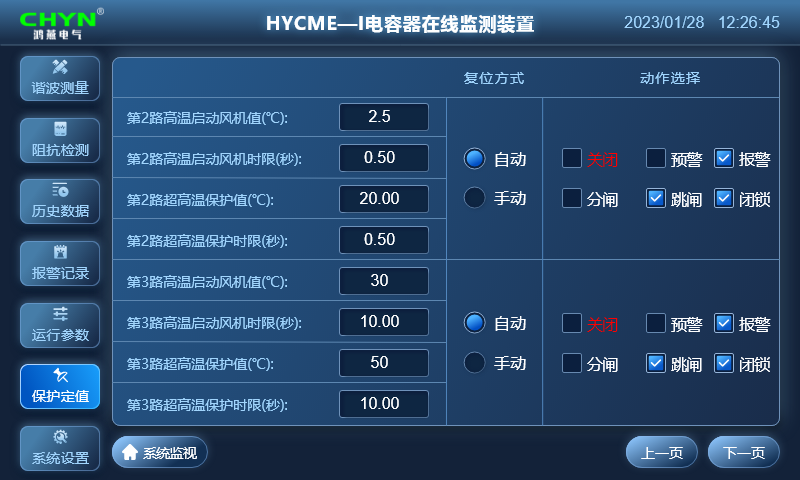 CHYN®
鸿蕉电气
HYCME—I电容器在线监测装置
2023/01/28 12:26:45
谐波测量
阻抗检测
历史数据
报警记录
运行参数
保护定值
系统设置
复位方式 动作选择
第2路高温启动风机值(℃): 2.5
第2路高温启动风机时限(秒): 0.50
第2路超高温保护值(℃): 20.00
第2路超高温保护时限(秒): 0.50
自动
手动
关闭 预警 报警
分闸 跳闸 闭锁
第3路高温启动风机值(℃): 30
第3路高温启动风机时限(秒): 10.00
第3路超高温保护值(℃): 50
第3路超高温保护时限(秒): 10.00
自动
手动
关闭 预警 报警
分闸 跳闸 闭锁
系统监视 上一页 下一页